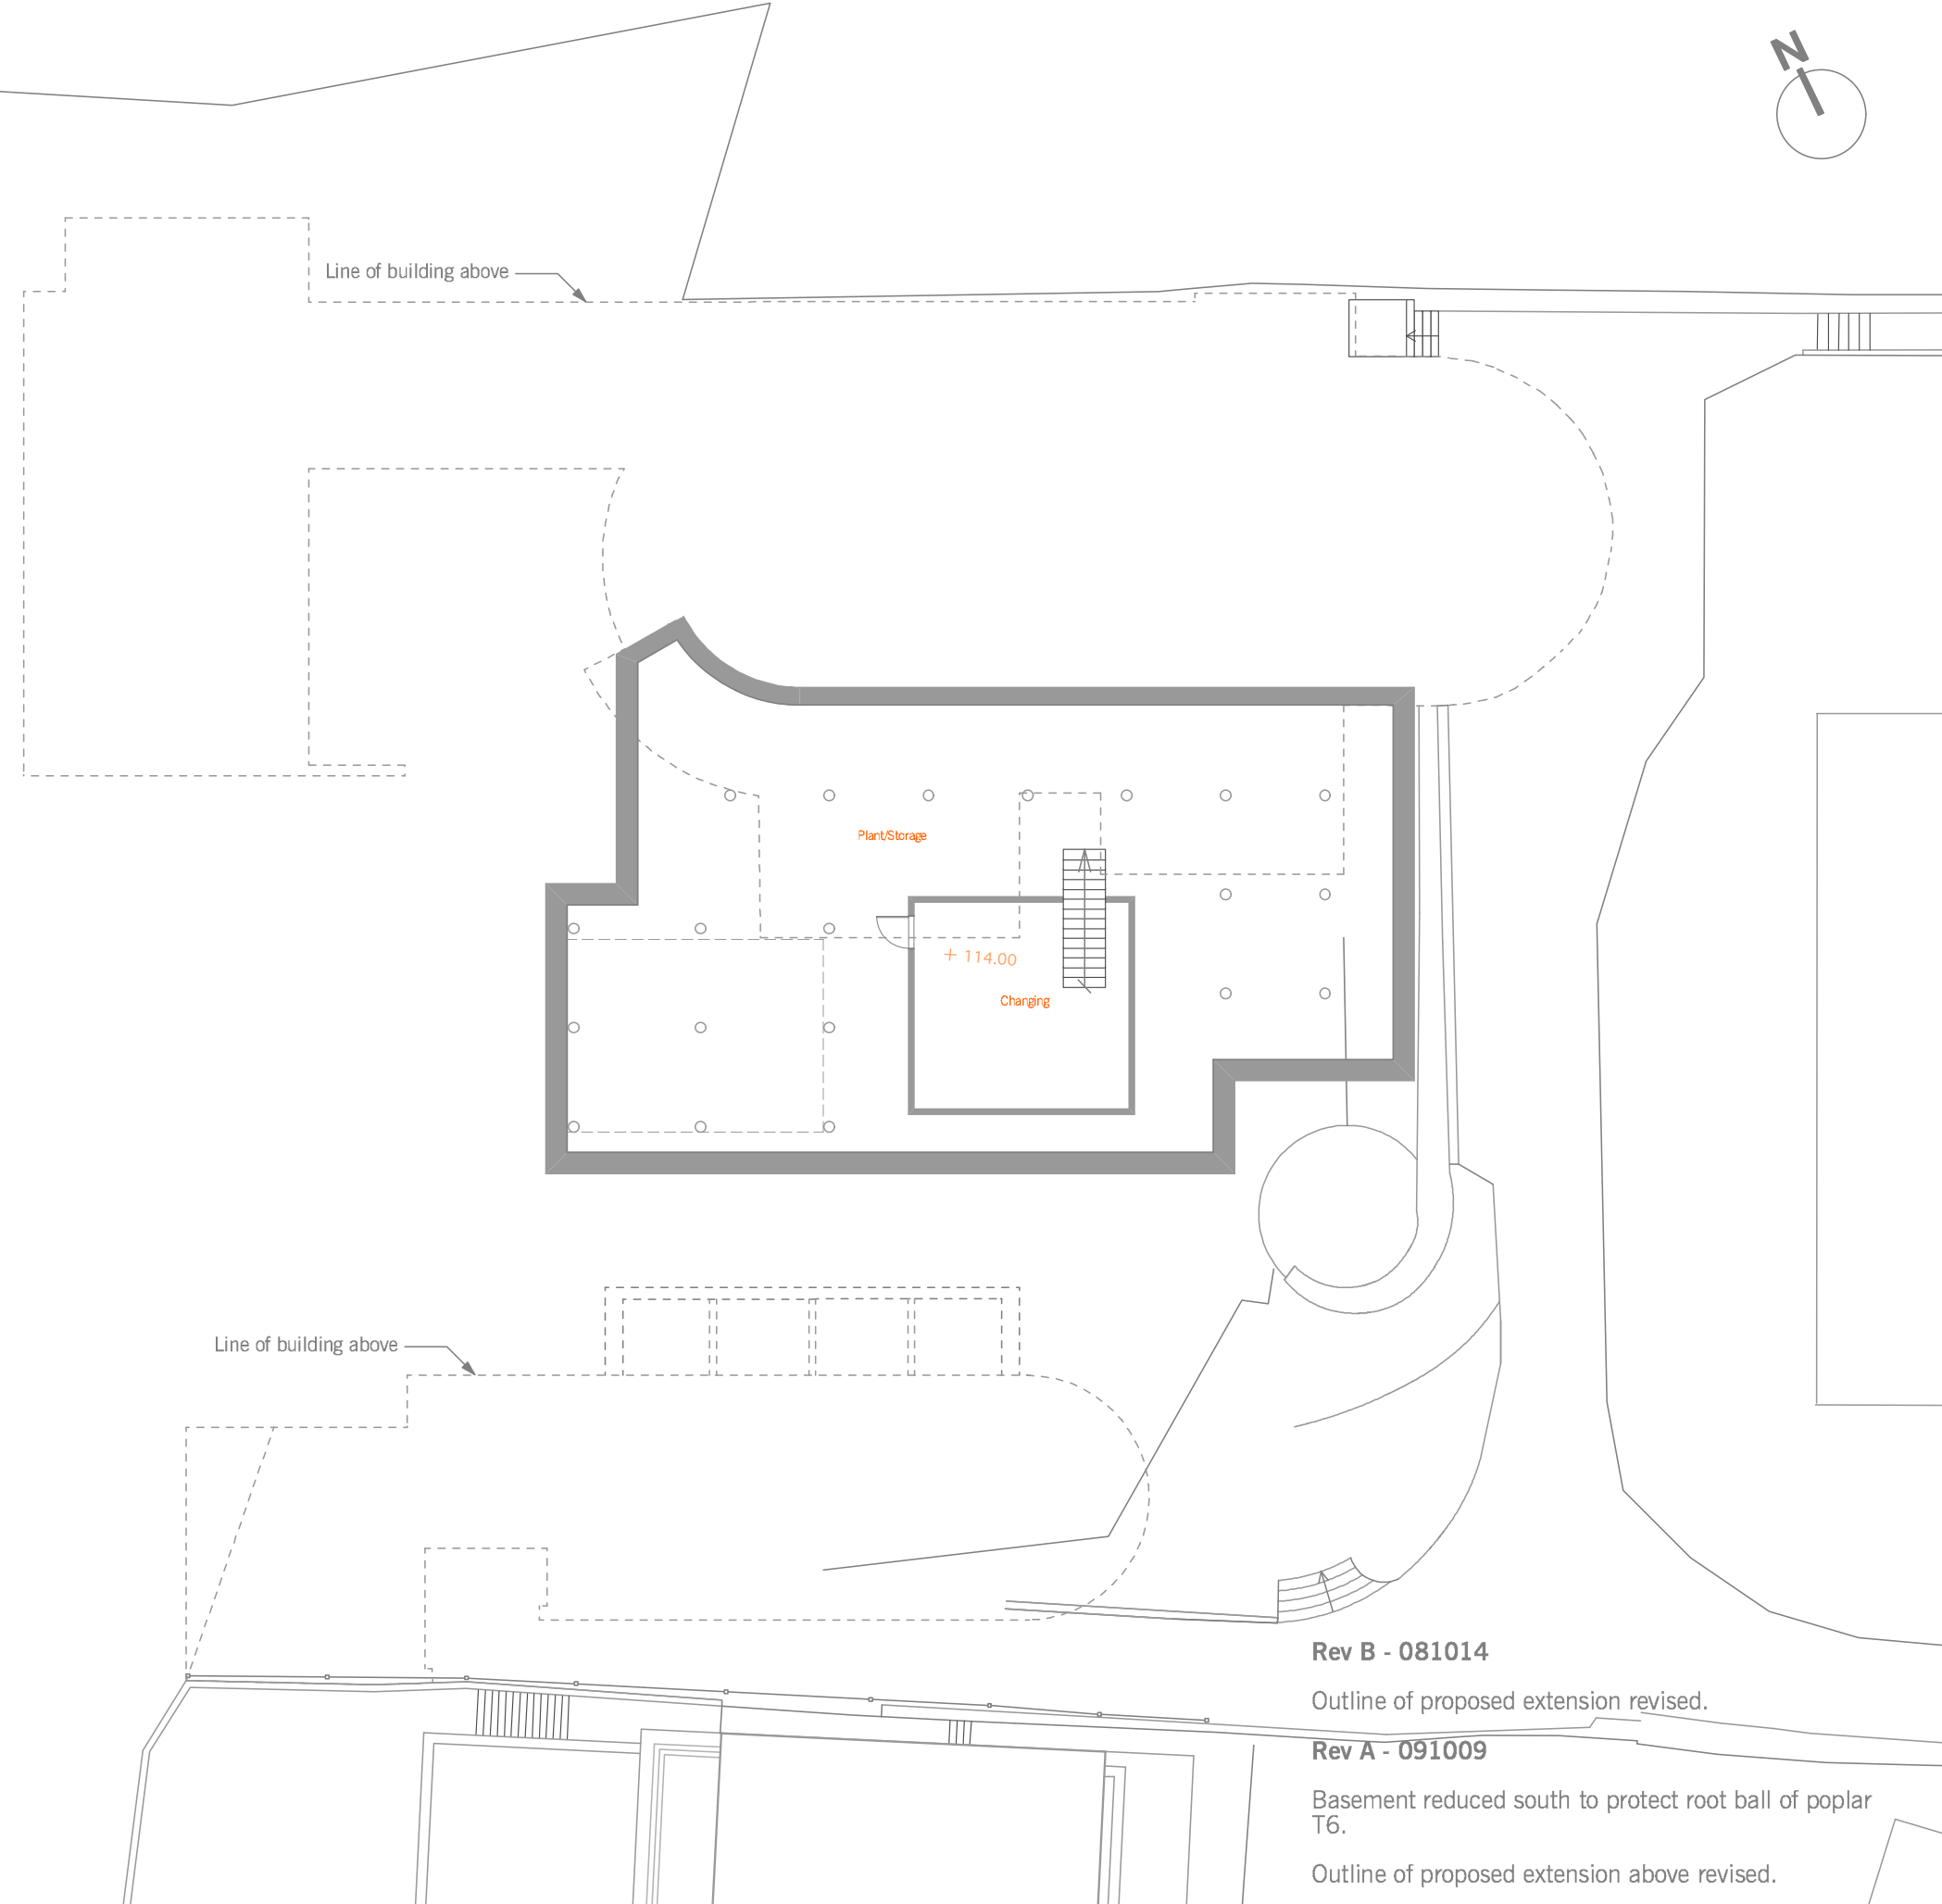 N
Line of building above
Plant/Storage
+ 114.00
Changing
Line of building above
Rev B - 081014
Outline of proposed extension revised.
Rev A - 091009
Basement reduced south to protect root ball of poplar
T6.
Outline of proposed extension above revised.